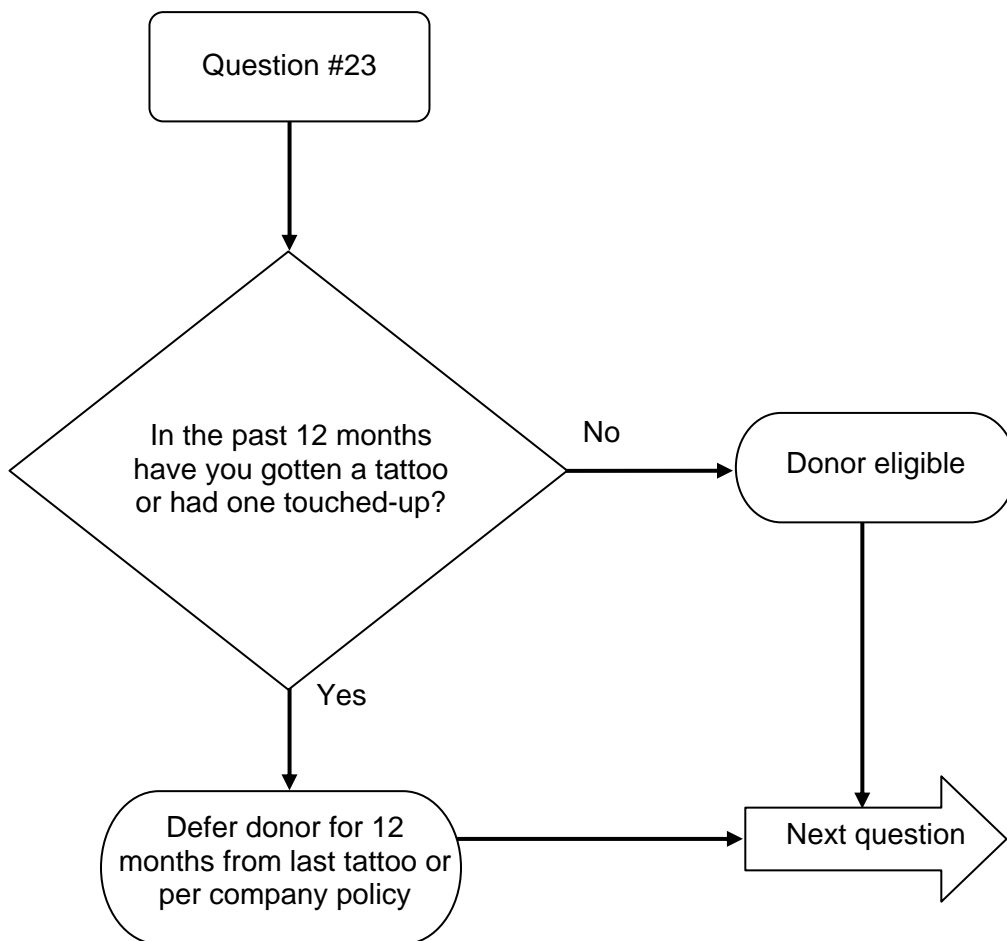 Question #23
In the past 12 months
have you gotten a tattoo
or had one touched-up?
No
Donor eligible
Yes
Defer donor for 12
months from last tattoo or
per company policy
Next question